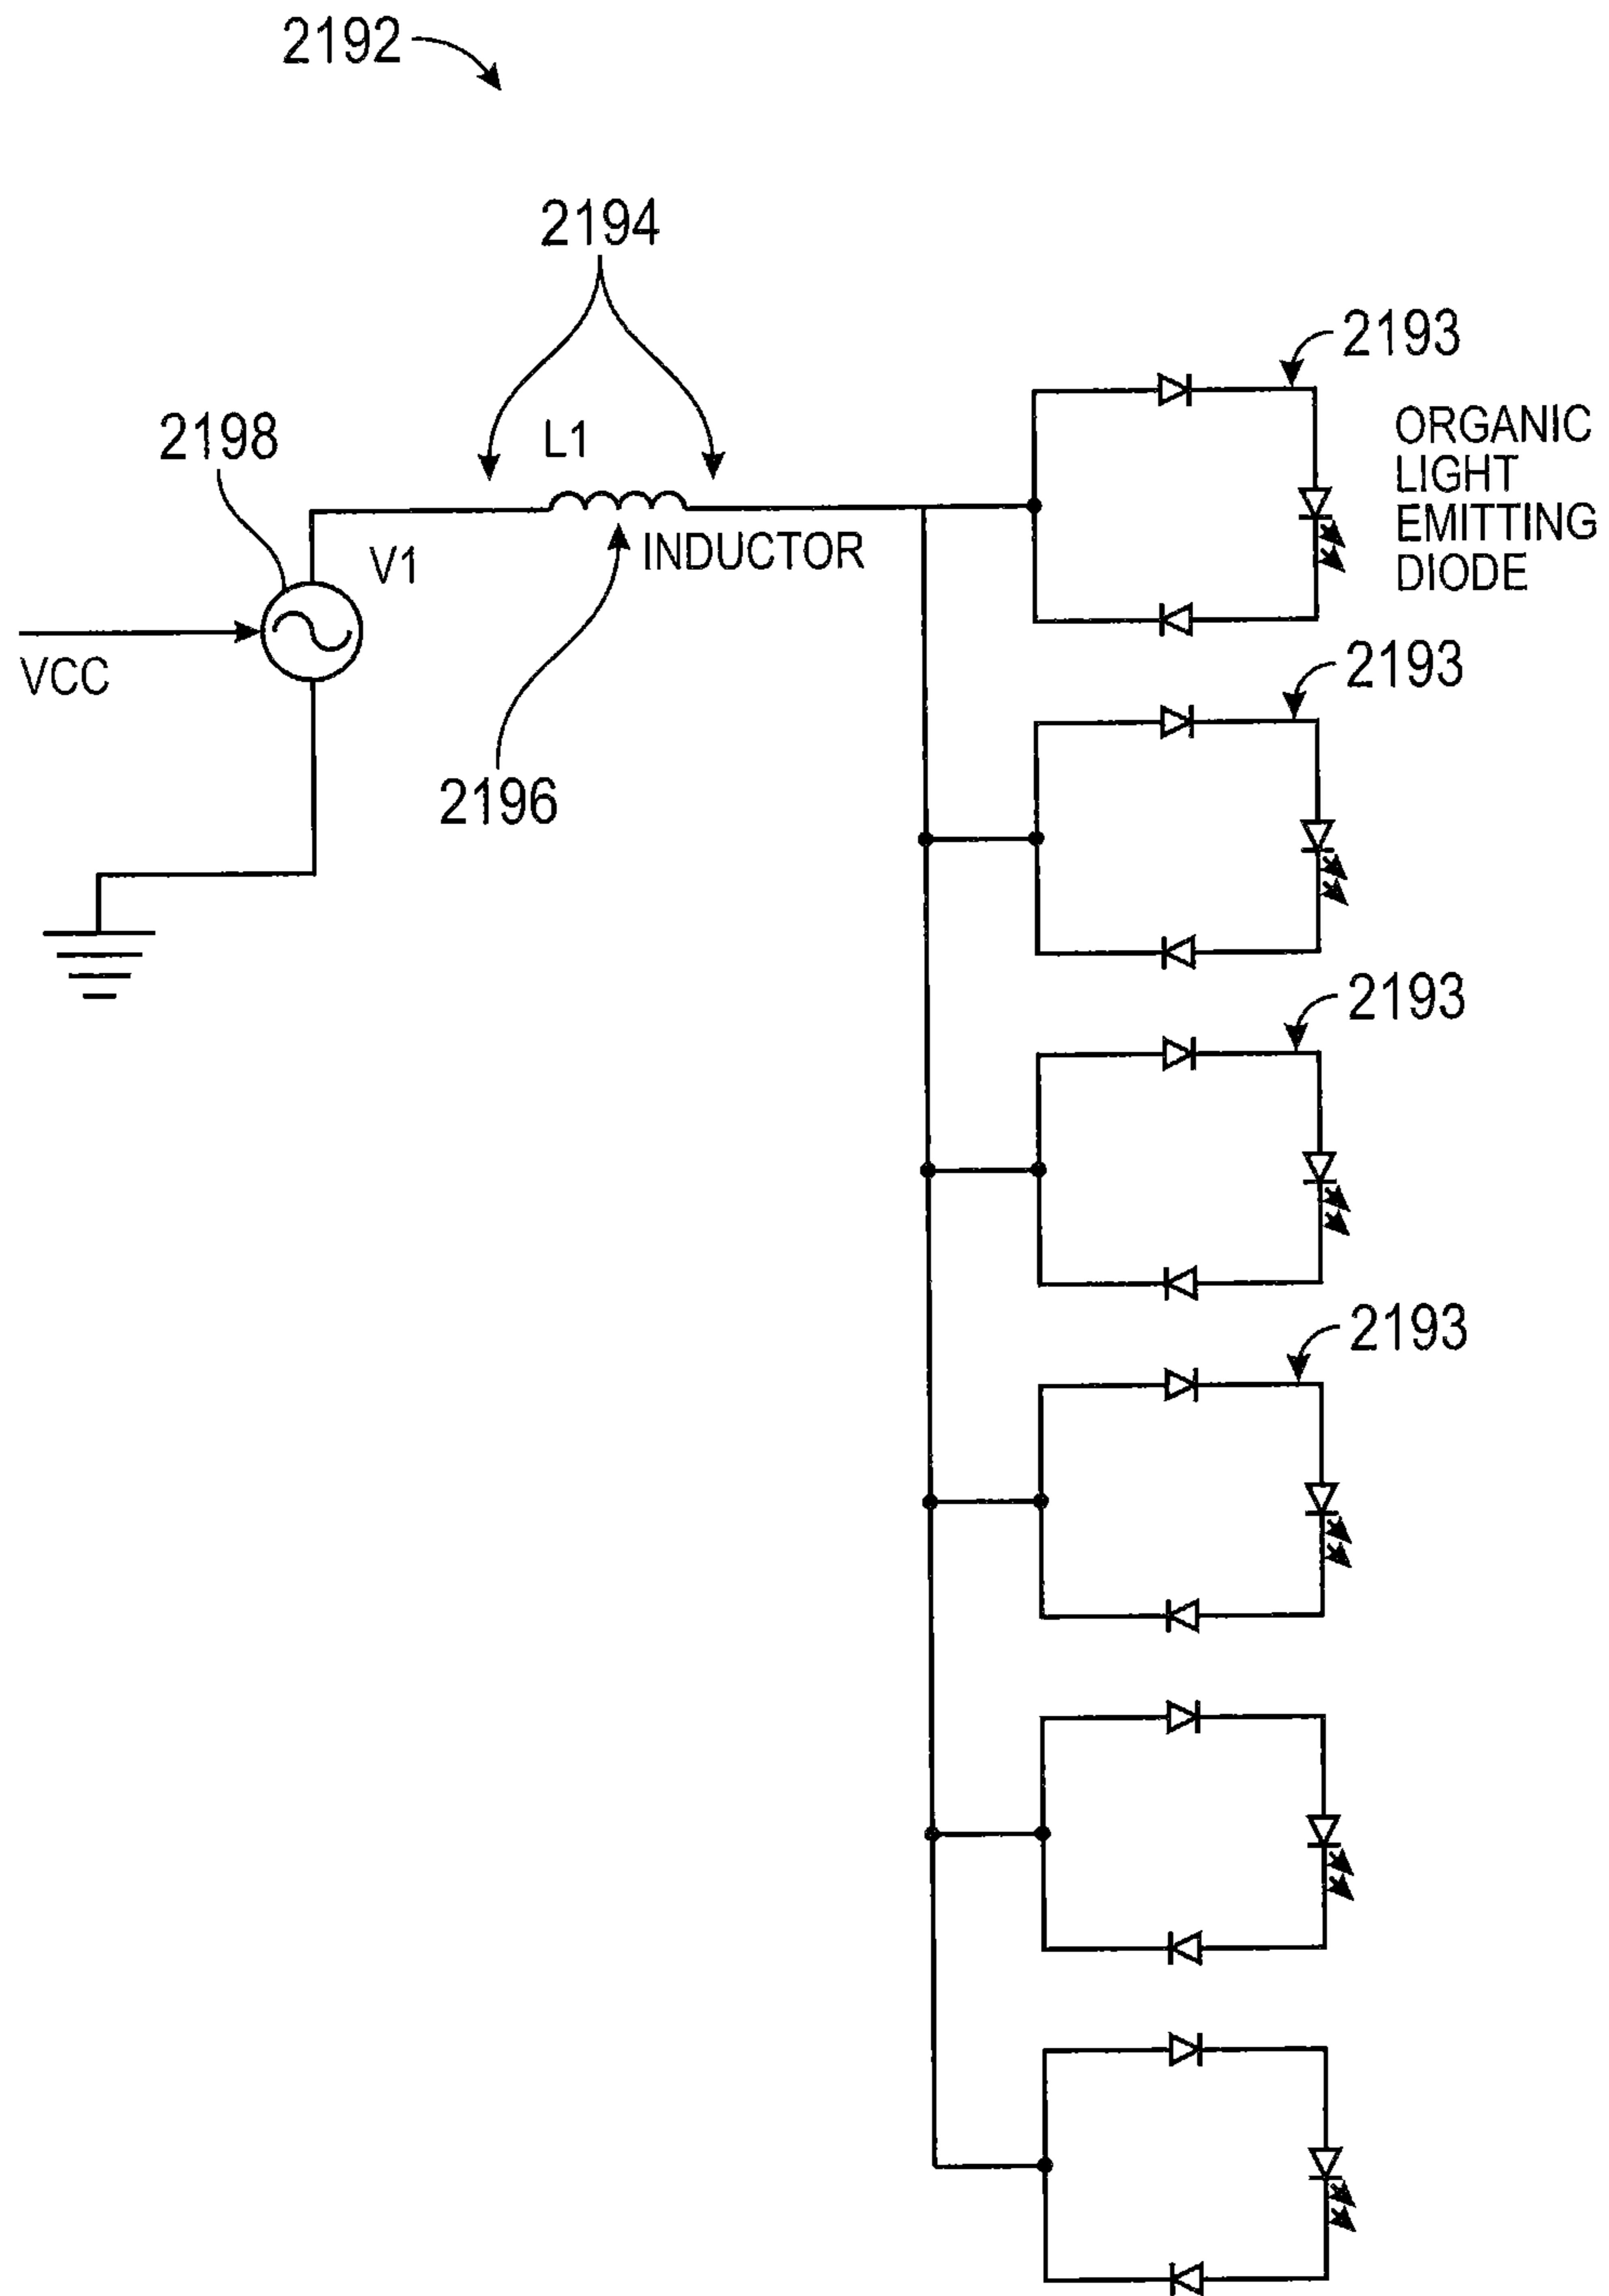 2192
2194
2193
2198
L1
ORGANIC
LIGHT
EMITTING
DIODE
V1
INDUCTOR
VCC
2193
2196
2193
2193